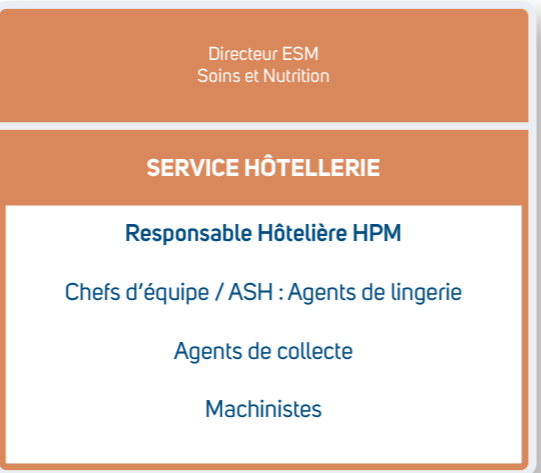 Directeur ESM
Soins et Nutrition
SERVICE HÔTELLERIE
Responsable Hôtelière HPM
Chefs d’équipe / ASH : Agents de lingerie
Agents de collecte
Machinistes